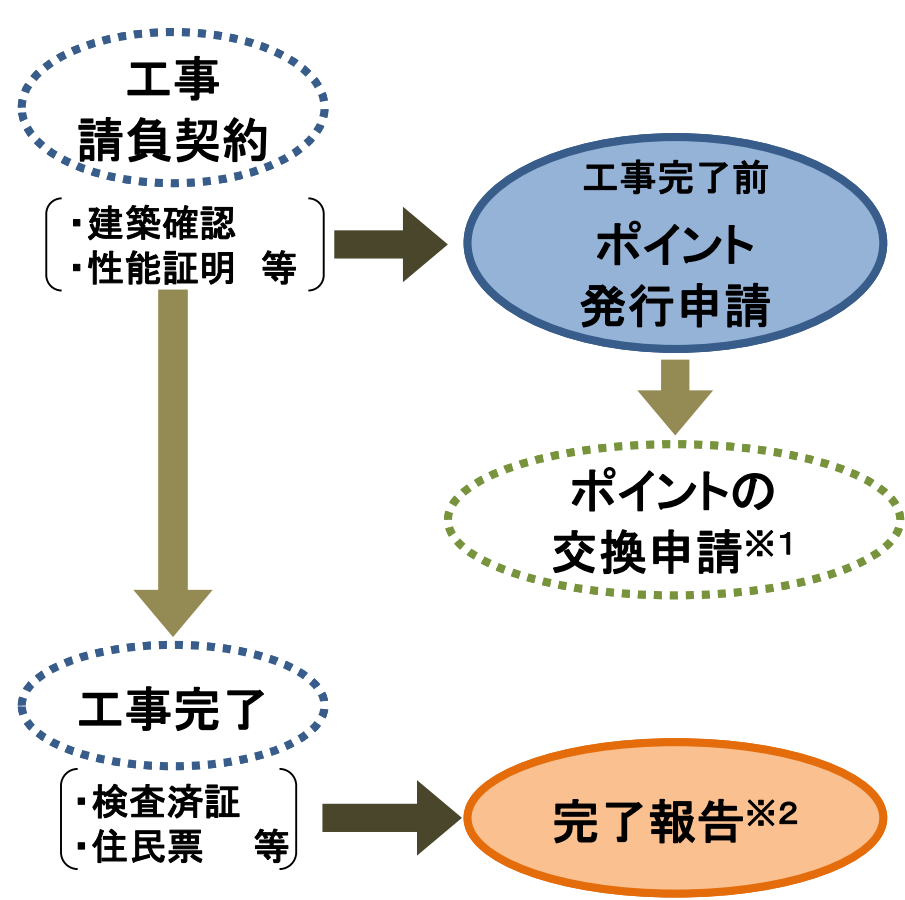 工事
請負契約
・建築確認
・性能証明　等
工事完了前
ポイント
発行申請
ポイントの
交換申請※1
工事完了
・検査済証
・住民票　等
完了報告※2